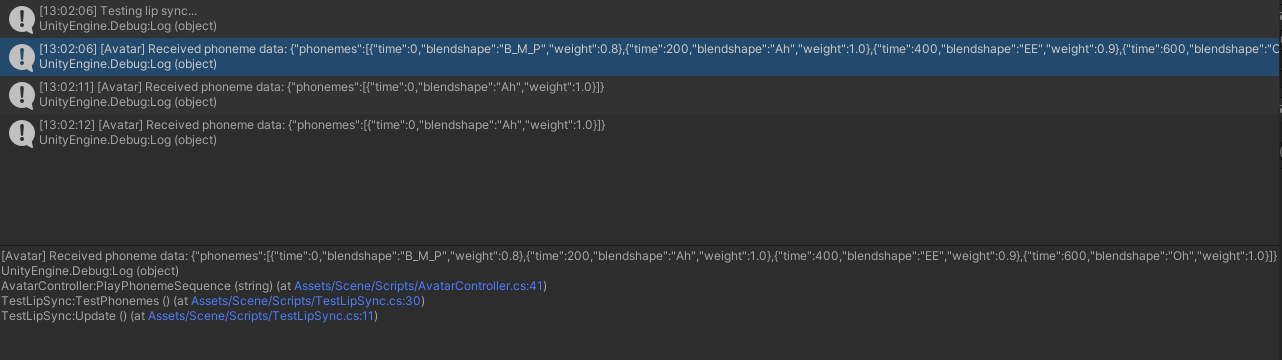 [13:02:06] Testing lip sync...
UnityEngine.Debug:Log (object)
[13:02:06] [Avatar] Received phoneme data: {"phonemes":[{"time":0,"blendshape":"B_M_P","weight":0.8},{"time":200,"blendshape":"Ah","weight":1.0},{"time":400,"blendshape":"EE","weight":0.9},{"time":600,"blendshape":"O
UnityEngine.Debug:Log (object)
[13:02:11] [Avatar] Received phoneme data: {"phonemes":[{"time":0,"blendshape":"Ah","weight":1.0}]}
UnityEngine.Debug:Log (object)
[13:02:12] [Avatar] Received phoneme data: {"phonemes":[{"time":0,"blendshape":"Ah","weight":1.0}]}
UnityEngine.Debug:Log (object)
[Avatar] Received phoneme data: {"phonemes":[{"time":0,"blendshape":"B_M_P","weight":0.8},{"time":200,"blendshape":"Ah","weight":1.0},{"time":400,"blendshape":"EE","weight":0.9},{"time":600,"blendshape":"Oh","weight":1.0}]}
UnityEngine.Debug:Log (object)
AvatarController:PlayPhonemeSequence (string) (at Assets/Scene/Scripts/AvatarController.cs:41)
TestLipSync:TestPhonemes () (at Assets/Scene/Scripts/TestLipSync.cs:30)
TestLipSync:Update () (at Assets/Scene/Scripts/TestLipSync.cs:11)